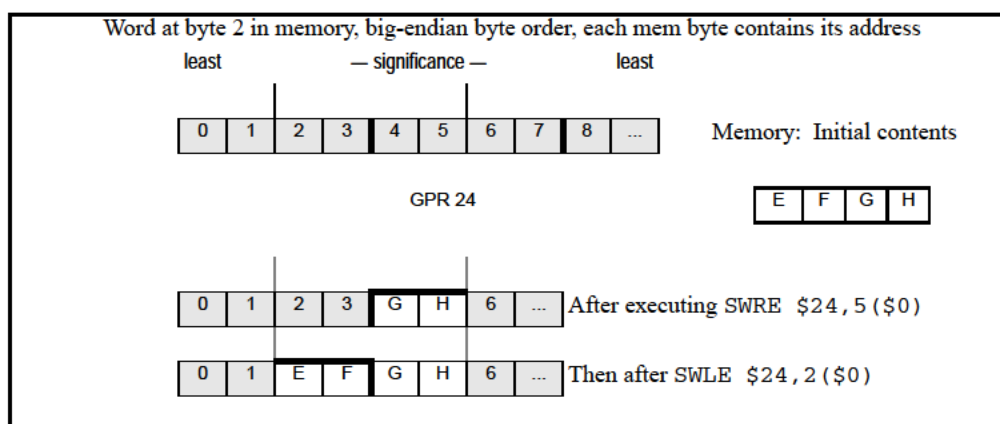 Word at byte 2 in memory, big-endian byte order, each mem byte contains its address
least — significance — least
0 1 2 3 4 5 6 7 8 ... Memory: Initial contents
GPR 24 E F G H
0 1 2 3 G H 6 ... After executing SWRE $24,5($0)
0 1 E F G H 6 ... Then after SWLE $24,2($0)